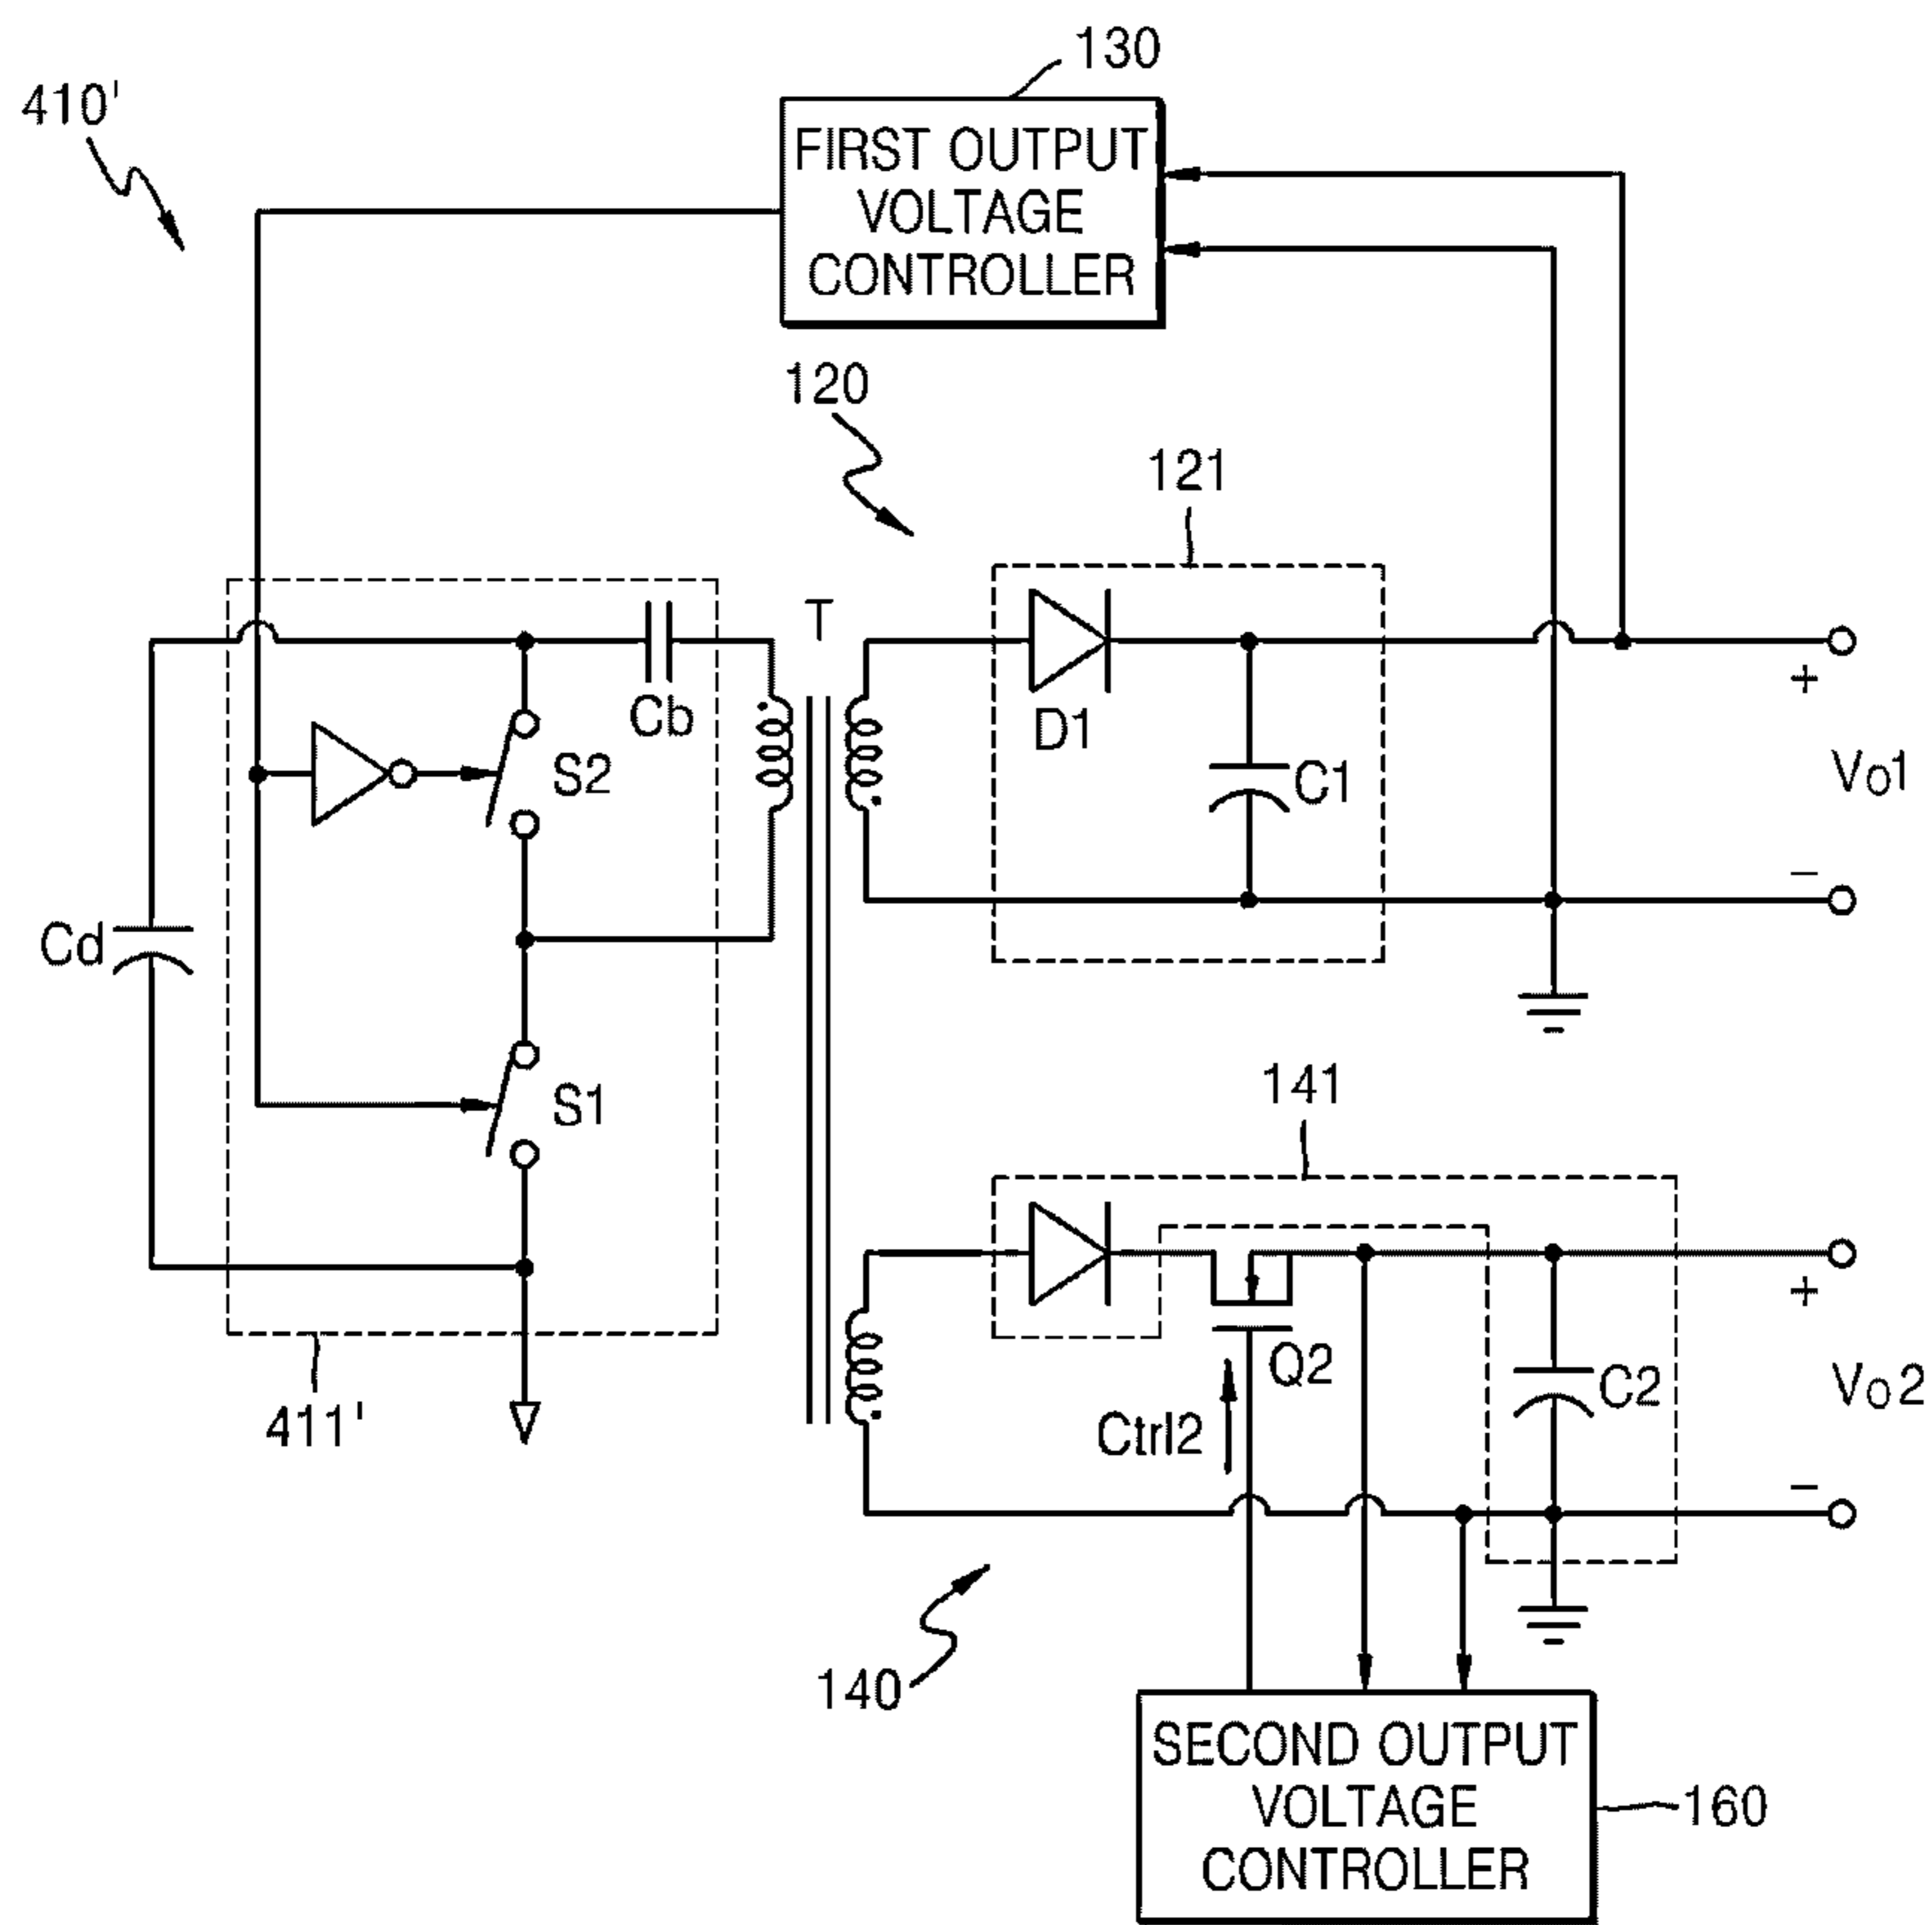 130
410'
FIRST OUTPUT
VOLTAGE
CONTROLLER
120
121
T
Cb
D1
S2
C1
+
Vo1
−
Cd
S1
141
411'
Q2
Ctrl2
C2
+
Vo2
−
140
SECOND OUTPUT
VOLTAGE
CONTROLLER
160